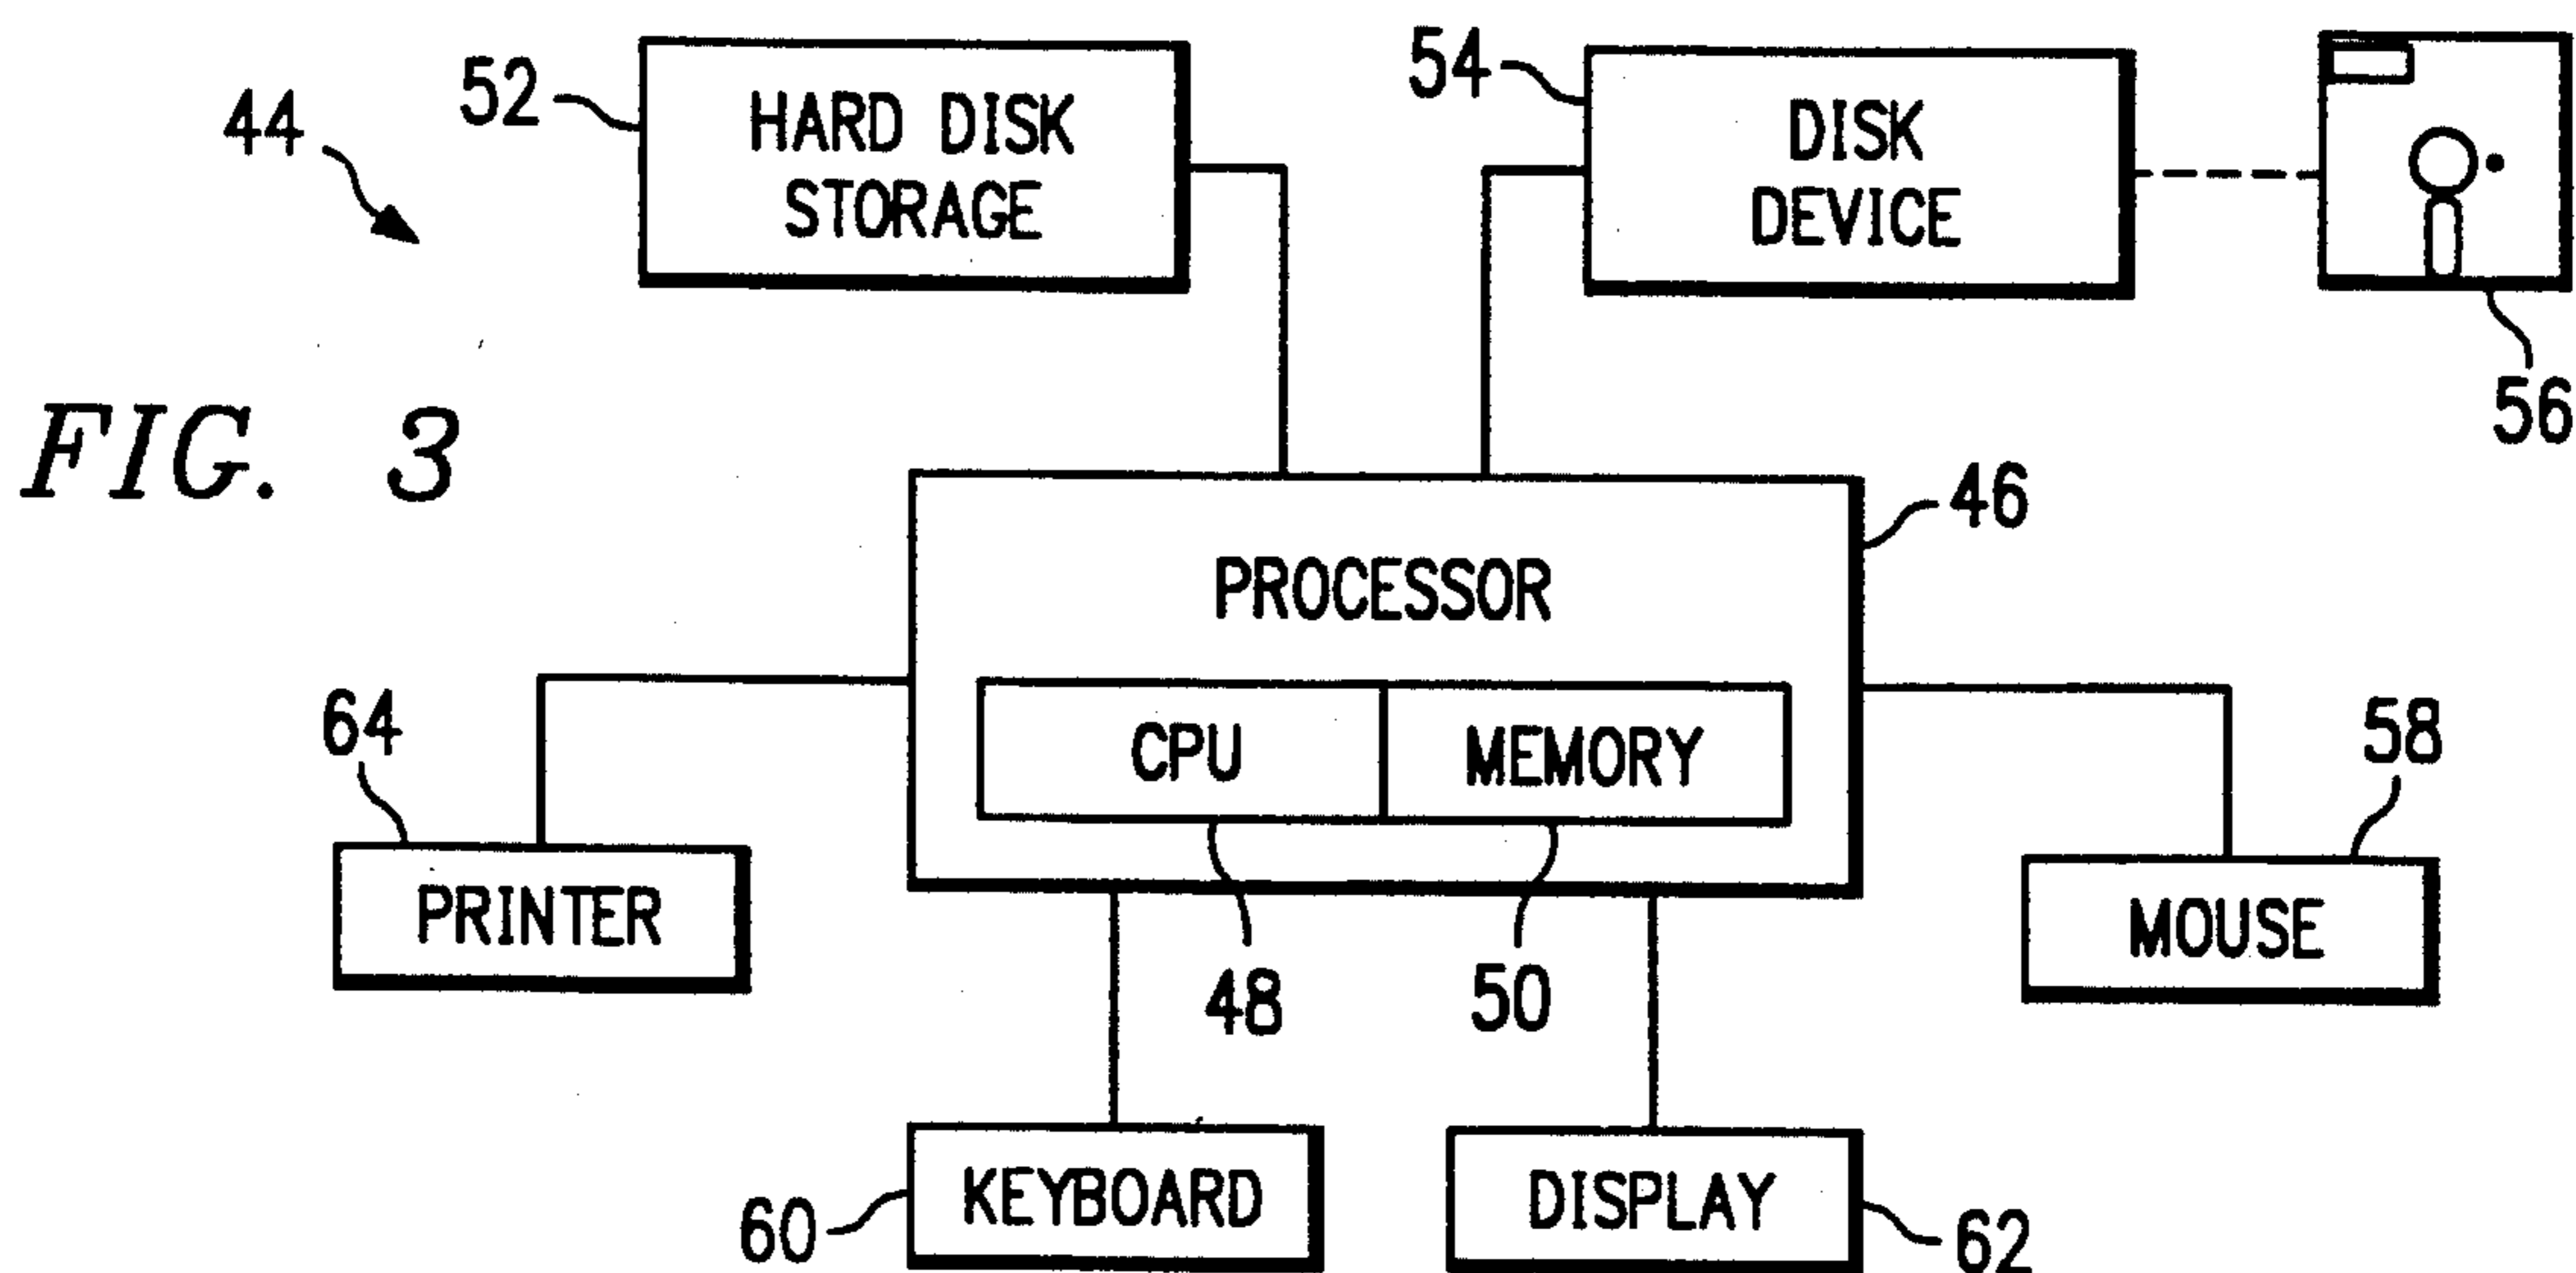 44
52
HARD DISK
STORAGE
54
DISK
DEVICE
56
FIG. 3
46
PROCESSOR
CPU
MEMORY
48
50
64
PRINTER
58
MOUSE
60
KEYBOARD
DISPLAY
62